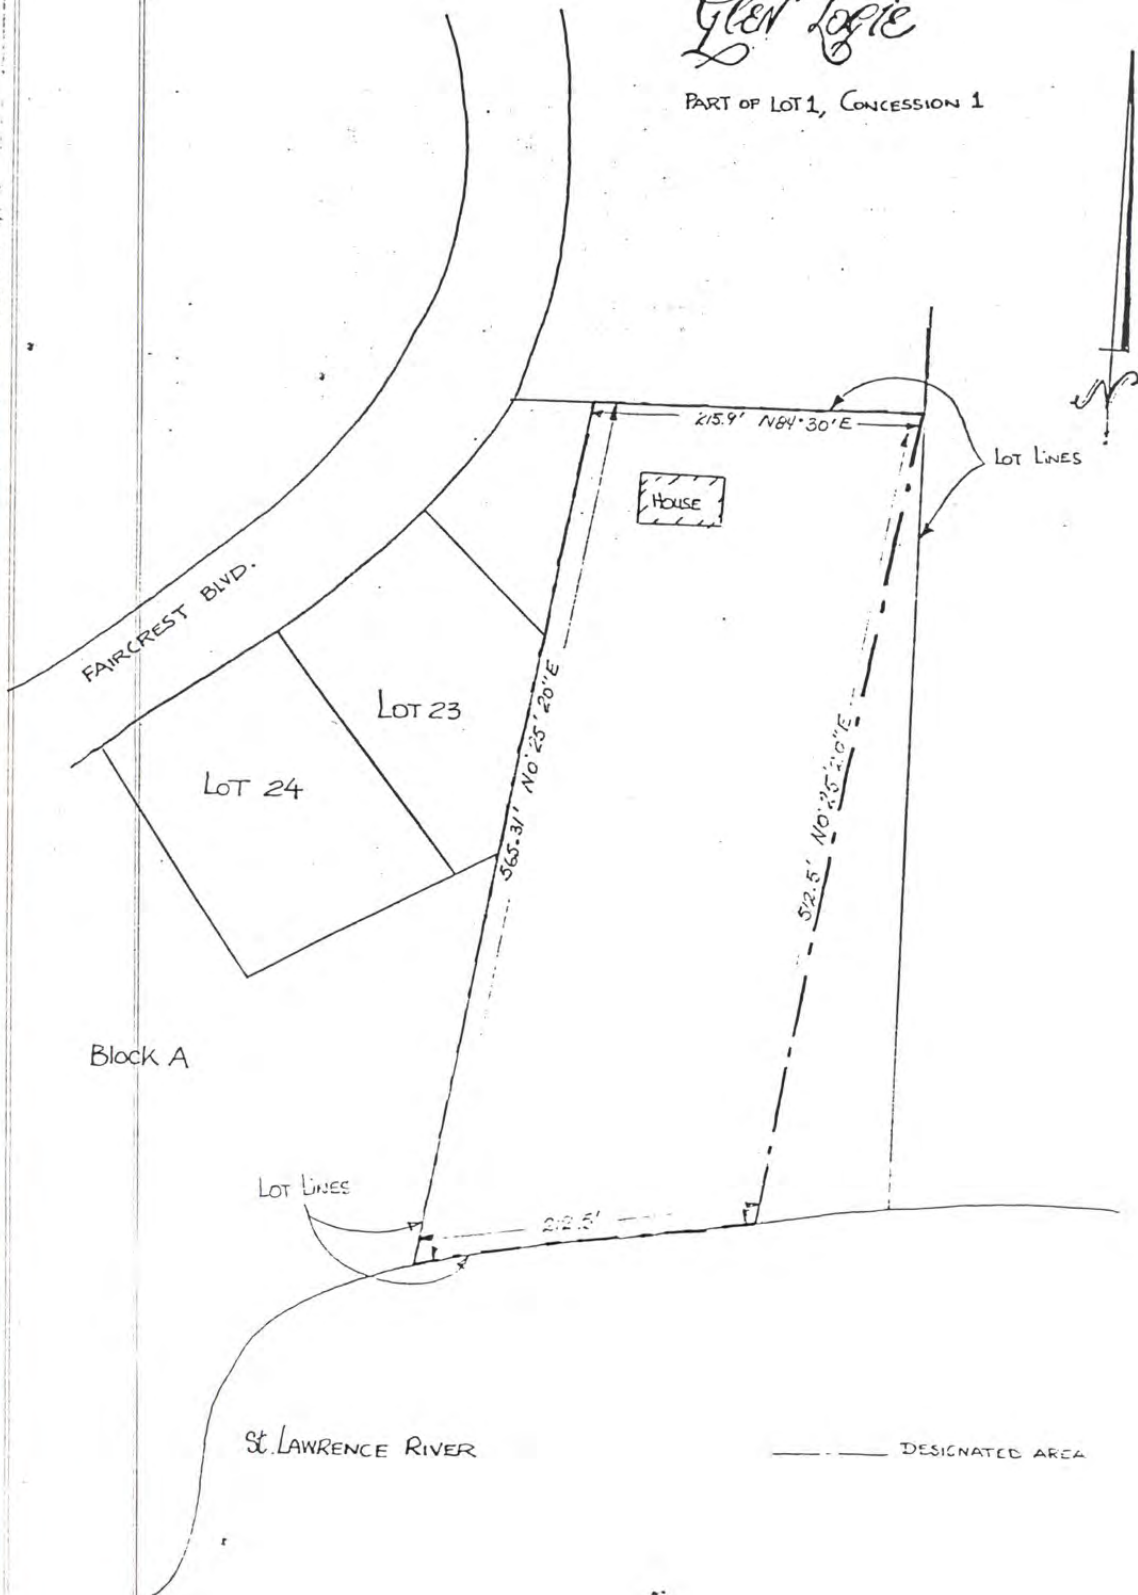 Glen Logie
PART OF LOT 1, CONCESSION 1
N
215.9' N84°30'E
LOT LINES
HOUSE
FAIRCREST BLVD.
LOT 23
LOT 24
565.31' N0°25'20"E
512.5' N0°25'20"E
Block A
LOT LINES
212.5'
St. LAWRENCE RIVER
DESIGNATED AREA